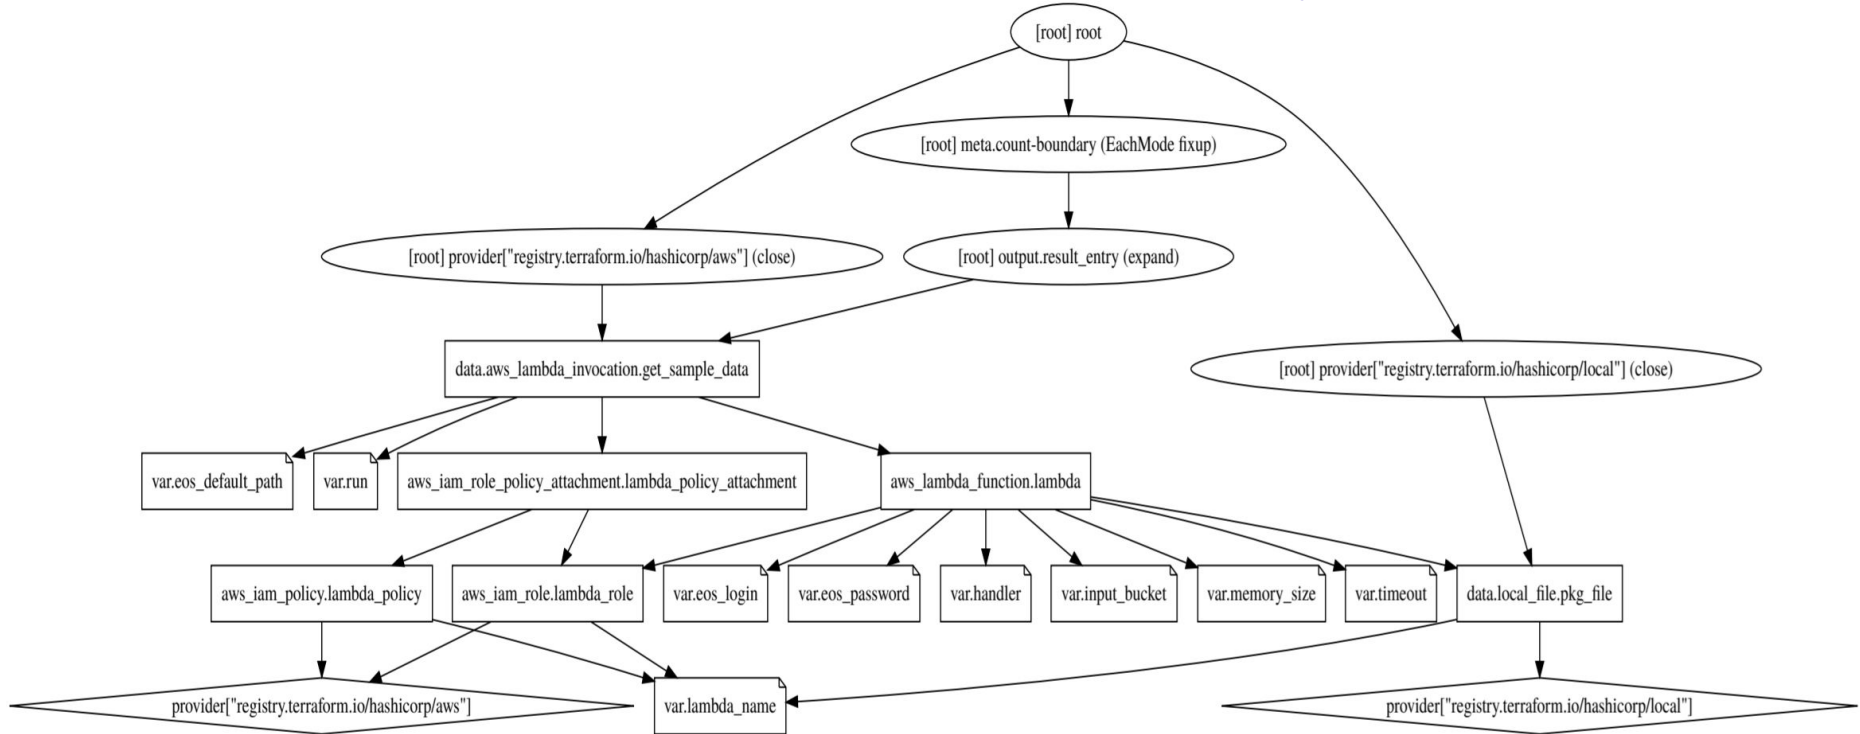 [root] root
[root] meta.count-boundary (EachMode fixup)
[root] provider["registry.terraform.io/hashicorp/aws"] (close)
[root] output.result_entry (expand)
data.aws_lambda_invocation.get_sample_data
[root] provider["registry.terraform.io/hashicorp/local"] (close)
var.eos_default_path
var.run
aws_iam_role_policy_attachment.lambda_policy_attachment
aws_lambda_function.lambda
aws_iam_policy.lambda_policy
aws_iam_role.lambda_role
var.eos_login
var.eos_password
var.handler
var.input_bucket
var.memory_size
var.timeout
data.local_file.pkg_file
provider["registry.terraform.io/hashicorp/aws"]
var.lambda_name
provider["registry.terraform.io/hashicorp/local"]